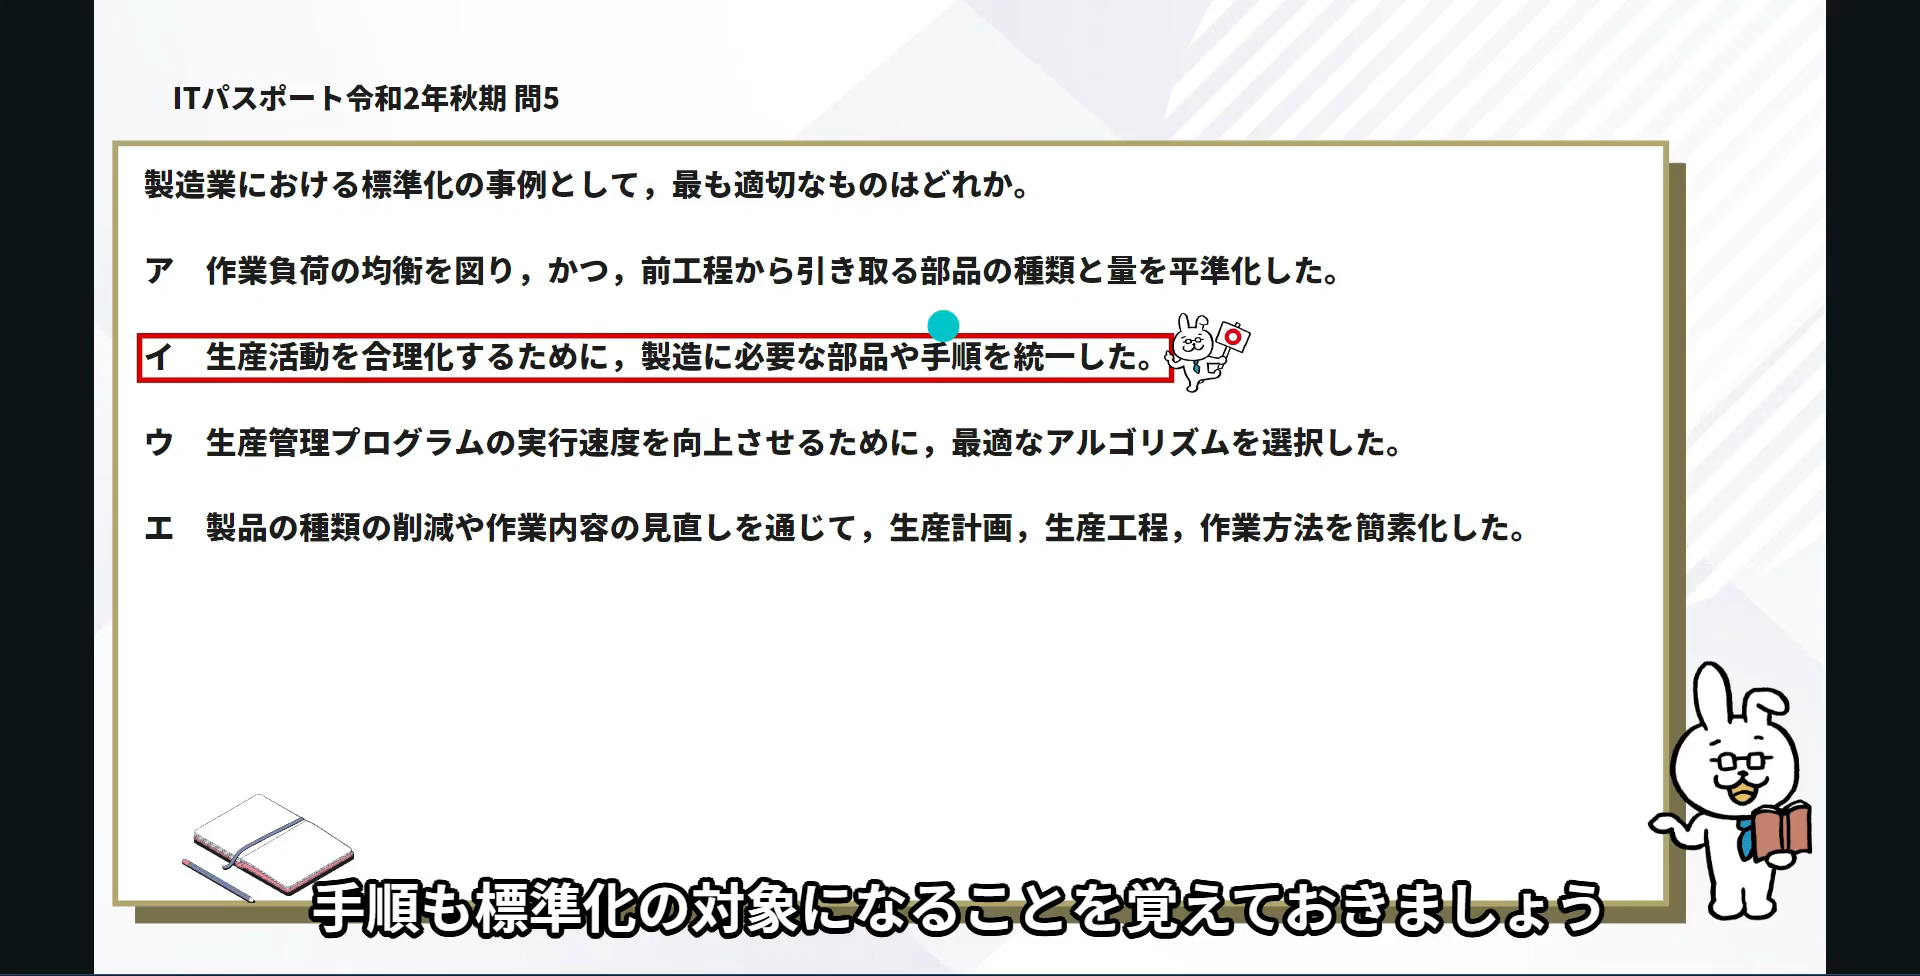 ITパスポート令和2年秋期 問5
製造業における標準化の事例として，最も適切なものはどれか。
ア　作業負荷の均衡を図り，かつ，前工程から引き取る部品の種類と量を平準化した。
イ　生産活動を合理化するために，製造に必要な部品や手順を統一した。
ウ　生産管理プログラムの実行速度を向上させるために，最適なアルゴリズムを選択した。
エ　製品の種類の削減や作業内容の見直しを通じて，生産計画，生産工程，作業方法を簡素化した。
手順も標準化の対象になることを覚えておきましょう